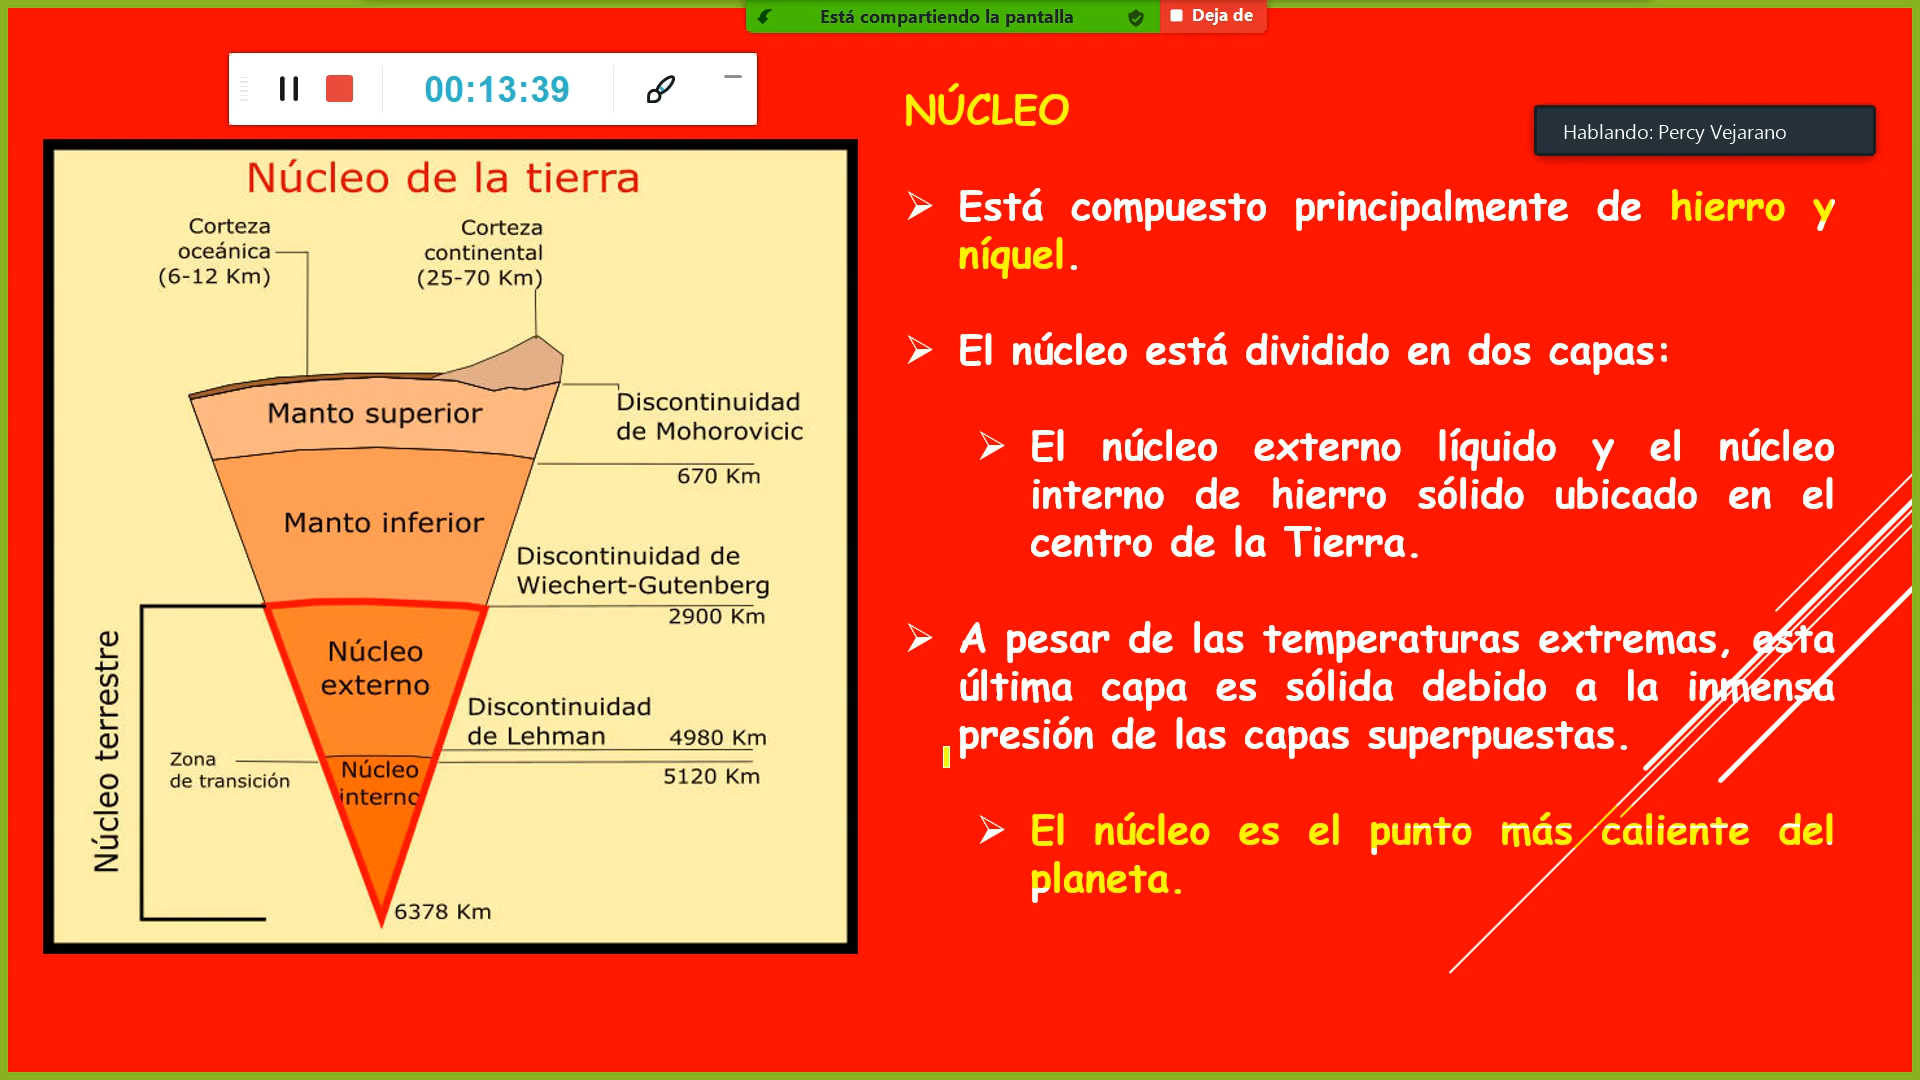 Está compartiendo la pantalla
Deja de
00:13:39
Hablando: Percy Vejarano
Núcleo de la tierra
Corteza
oceánica
(6-12 Km)
Corteza
continental
(25-70 Km)
Manto superior
Discontinuidad
de Mohorovicic
670 Km
Manto inferior
Discontinuidad de
Wiechert-Gutenberg
2900 Km
Núcleo terrestre
Núcleo
externo
Discontinuidad
de Lehman
4980 Km
Zona
de transición
Núcleo
interno
5120 Km
6378 Km
NÚCLEO
Está compuesto principalmente de hierro y
níquel.
El núcleo está dividido en dos capas:
El núcleo externo líquido y el núcleo
interno de hierro sólido ubicado en el
centro de la Tierra.
A pesar de las temperaturas extremas, esta
última capa es sólida debido a la inmensa
presión de las capas superpuestas.
El núcleo es el punto más caliente del
planeta.